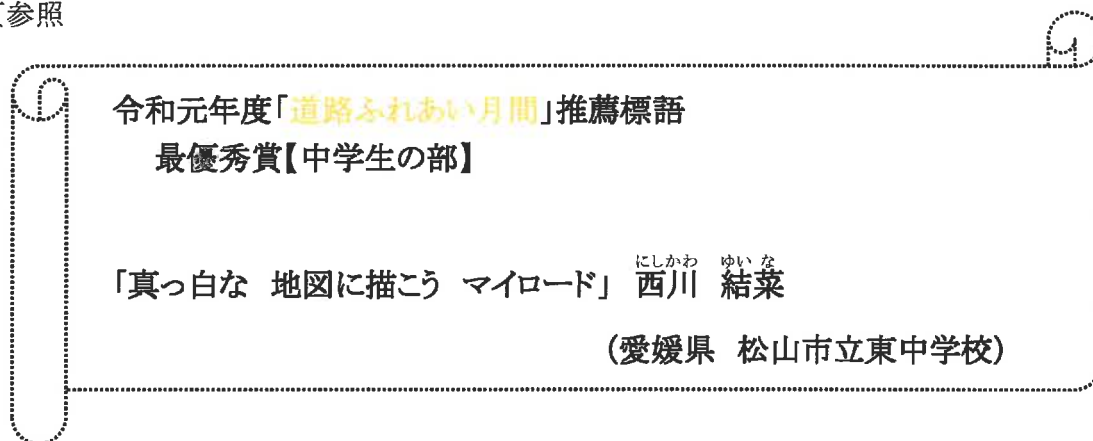 参照
令和元年度「道路ふれあい月間」推薦標語
最優秀賞【中学生の部】
にしかわ ゆいな
「真っ白な 地図に描こう マイロード」 西川 結菜
(愛媛県 松山市立東中学校)